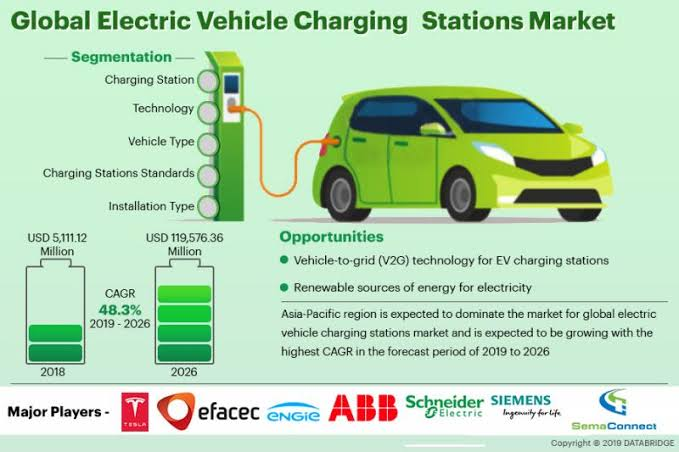 Global Electric Vehicle Charging Stations Market
Segmentation
Charging Station
Technology
Vehicle Type
Charging Stations Standards
Installation Type
USD 5,111.12
Million
USD 119,576.36
Million
CAGR
48.3%
2019 - 2026
2018
2026
Opportunities
Vehicle-to-grid (V2G) technology for EV charging stations
Renewable sources of energy for electricity
Asia-Pacific region is expected to dominate the market for global electric
vehicle charging stations market and is expected to be growing with the
highest CAGR in the forecast period of 2019 to 2026
Major Players -
TESLA
efacec
ENGIE
ABB
Schneider
Electric
SIEMENS
Ingenuity for life
SemaConnect
Copyright © 2019 DATABRIDGE